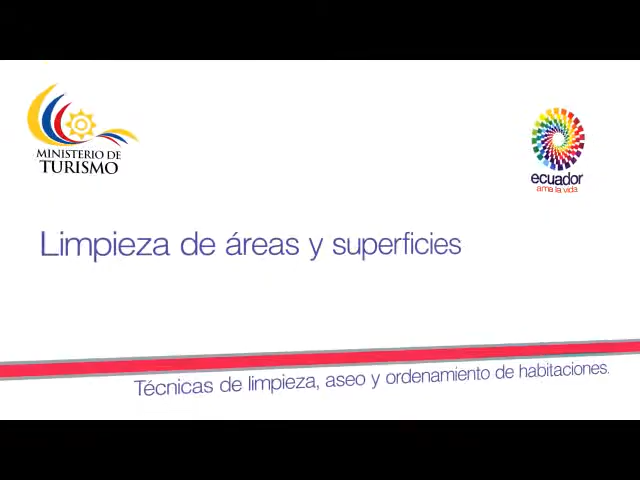 MINISTERIO DE
TURISMO
ecuador
ama la vida
Limpieza de áreas y superficies
Técnicas de limpieza, aseo y ordenamiento de habitaciones.